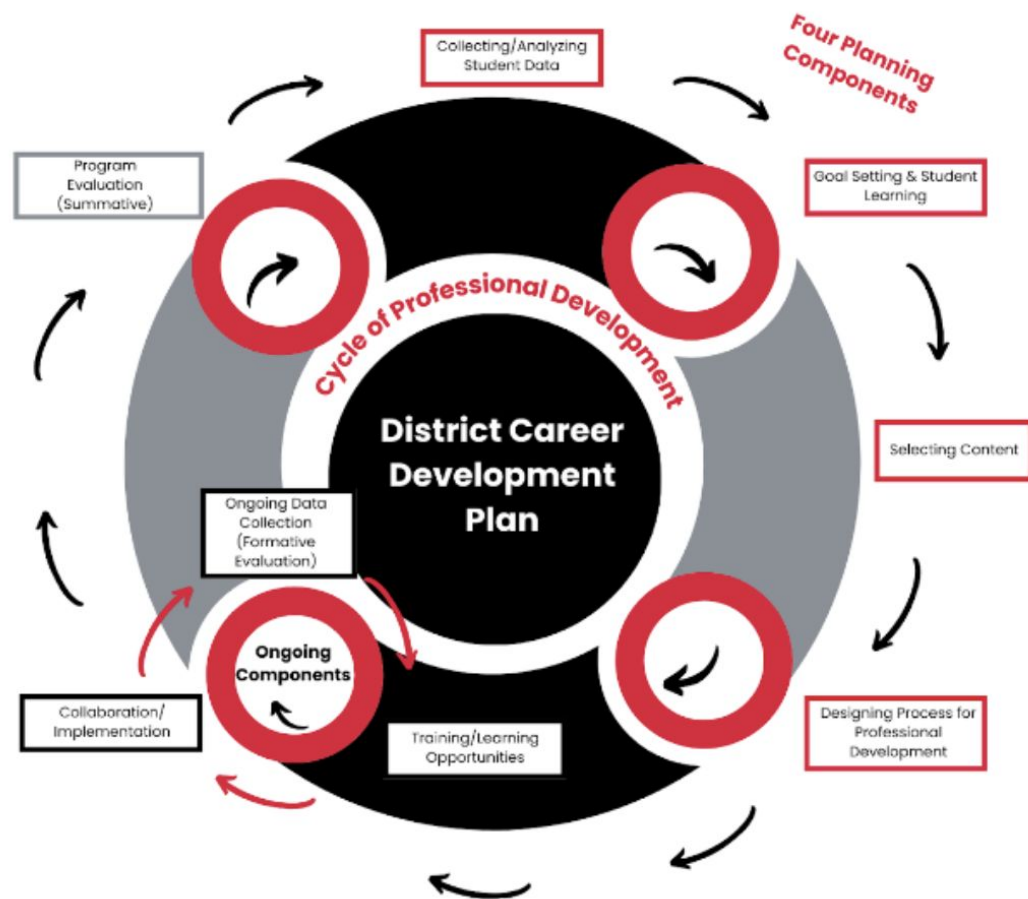 Four Planning
Components
Collecting/Analyzing
Student Data
Goal Setting & Student
Learning
Selecting Content
Designing Process for
Professional
Development
Training/Learning
Opportunities
Collaboration/
Implementation
Ongoing Data
Collection
(Formative
Evaluation)
Ongoing
Components
Program
Evaluation
(Summative)
Cycle of Professional Development
District Career
Development
Plan